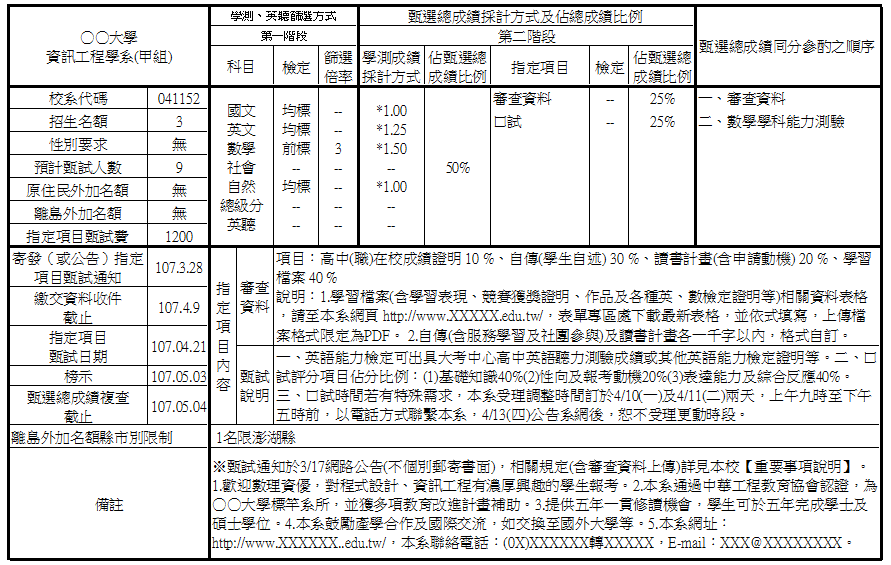 〇〇大學
資訊工程學系(甲組)
學測、英聽篩選方式
甄選總成績採計方式及佔總成績比例
甄選總成績同分參酌之順序
第一階段
第二階段
科目 檢定 篩選倍率 學測成績採計方式 佔甄選總成績比例 指定項目 檢定 佔甄選總成績比例
校系代碼 041152
招生名額 3
性別要求 無
預計甄試人數 9
原住民外加名額 無
離島外加名額 無
指定項目甄試費 1200
國文 均標 -- *1.00
英文 均標 -- *1.25
數學 前標 3 *1.50
社會 -- -- --
自然 均標 -- *1.00
總級分 -- --
英聽 -- --
50%
審查資料 -- 25%
口試 -- 25%
一、審查資料
二、數學學科能力測驗
寄發（或公告）指定項目甄試通知 107.3.28
繳交資料收件截止 107.4.9
指定項目甄試日期 107.04.21
榜示 107.05.03
甄選總成績複查截止 107.05.04
指定項目內容
審查資料
項目：高中(職)在校成績證明 10 %、自傳(學生自述) 30 %、讀書計畫(含申請動機) 20 %、學習
檔案 40 %
說明：1.學習檔案(含學習表現、競賽獲獎證明、作品及各種英、數檢定證明等)相關資料表格
，請至本系網頁 http://www.XXXXX.edu.tw/，表單專區處下載最新表格，並依式填寫，上傳檔
案格式限定為PDF。 2.自傳(含服務學習及社團參與)及讀書計畫各一千字以內，格式自訂。
甄試說明
一、英語能力檢定可出具大考中心高中英語聽力測驗成績或其他英語能力檢定證明等。二、口
試評分項目佔分比例：(1)基礎知識40%(2)性向及報考動機20%(3)表達能力及綜合反應40%。
三、口試時間若有特殊需求，本系受理調整時間訂於4/10(一)及4/11(二)兩天，上午九時至下午
五時前，以電話方式聯繫本系，4/13(四)公告系網後，恕不受理更動時段。
離島外加名額縣市別限制 1名限澎湖縣
備註
※甄試通知於3/17網路公告(不個別郵寄書面)，相關規定(含審查資料上傳)詳見本校【重要事項說明】。
1.歡迎數理資優，對程式設計、資訊工程有濃厚興趣的學生報考。2.本系通過中華工程教育協會認證，為
〇〇大學標竿系所，並獲多項教育改進計畫補助。3.提供五年一貫修讀機會，學生可於五年完成學士及
碩士學位。4.本系鼓勵產學合作及國際交流，如交換至國外大學等。5.本系網址：
http://www.XXXXXX..edu.tw/，本系聯絡電話：(0X)XXXXXX轉XXXXX，E-mail：XXX@XXXXXXXX。